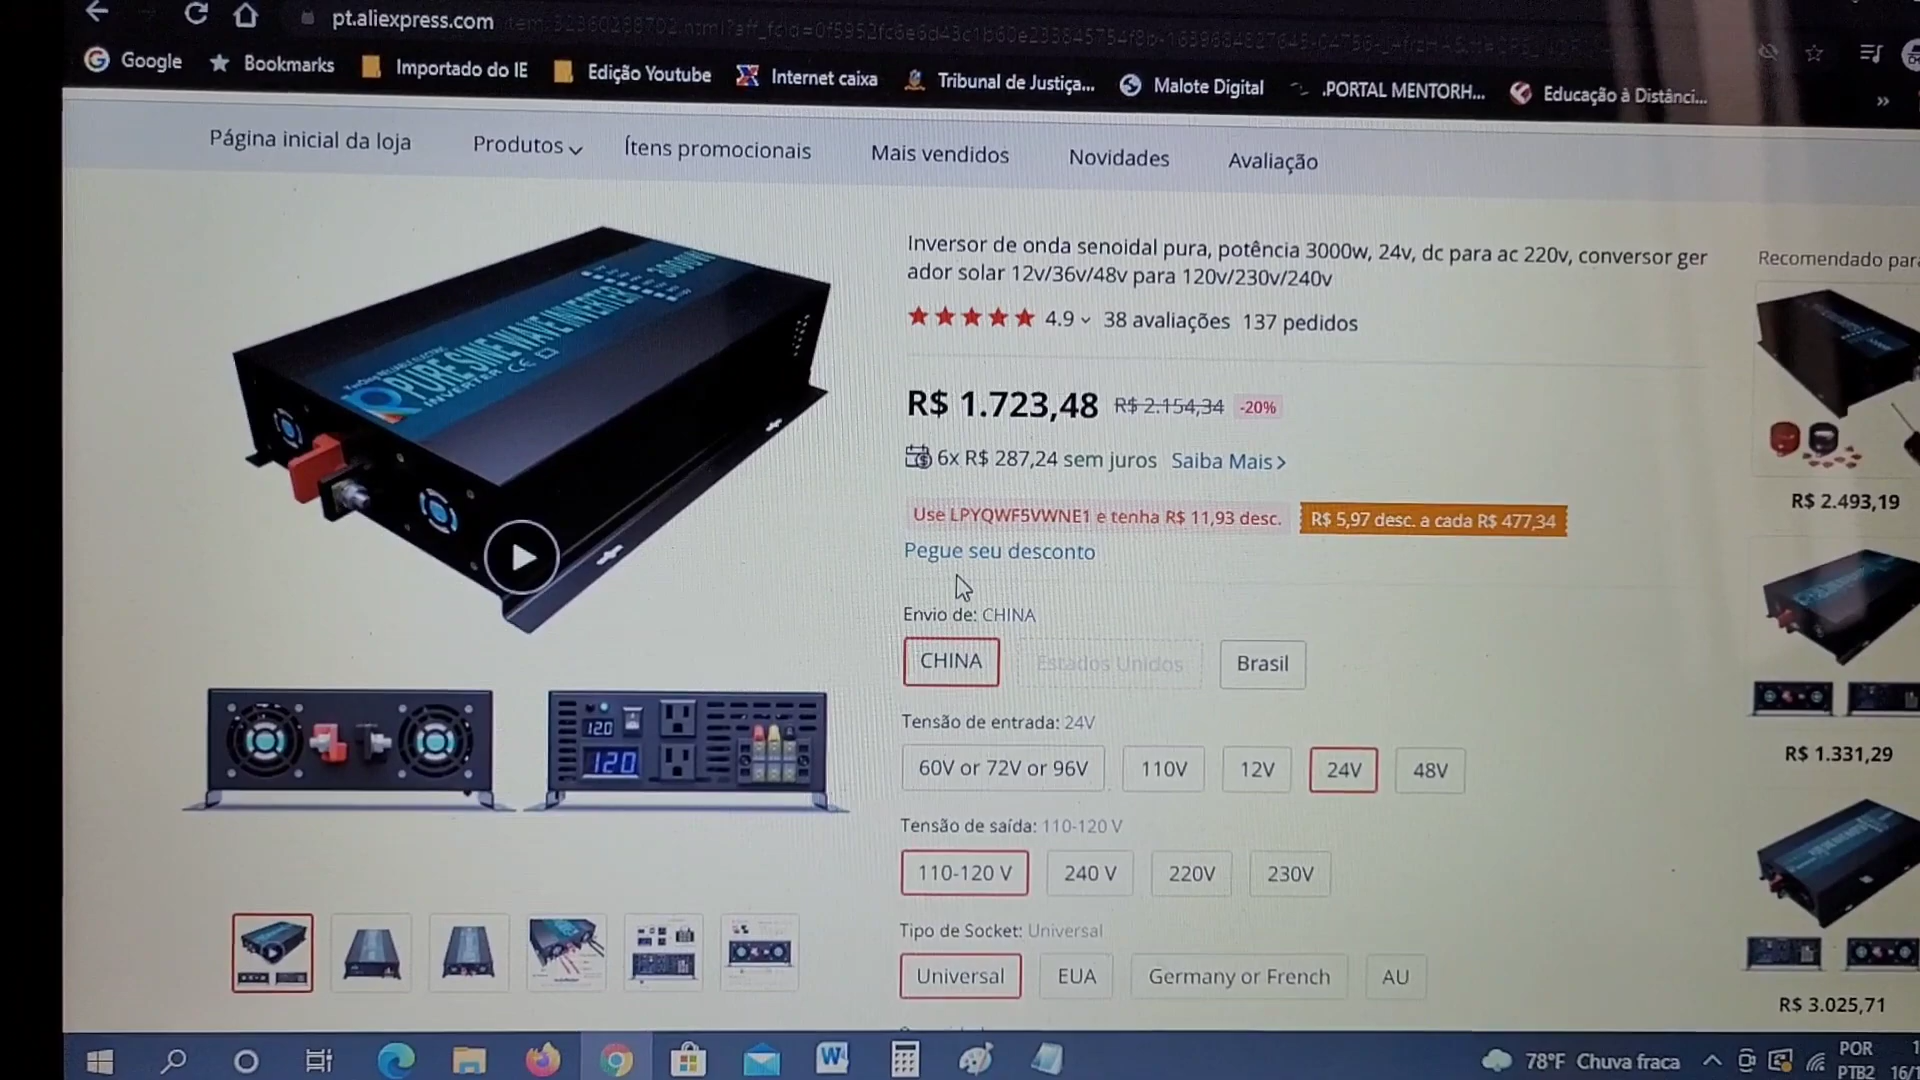 pt.aliexpress.com
Google Bookmarks Importado do IE Edição Youtube Internet caixa Tribunal de Justiça... Malote Digital .PORTAL MENTORH... Educação à Distânci... »
Página inicial da loja Produtos Ítens promocionais Mais vendidos Novidades Avaliação
Inversor de onda senoidal pura, potência 3000w, 24v, dc para ac 220v, conversor ger
ador solar 12v/36v/48v para 120v/230v/240v
4.9 38 avaliações 137 pedidos
R$ 1.723,48 R$ 2.154,34 -20%
6x R$ 287,24 sem juros Saiba Mais
Use LPYQWF5VWNE1 e tenha R$ 11,93 desc. R$ 5,97 desc. a cada R$ 477,34
Pegue seu desconto
Envio de: CHINA
CHINA Estados Unidos Brasil
Tensão de entrada: 24V
60V or 72V or 96V 110V 12V 24V 48V
Tensão de saída: 110-120 V
110-120 V 240 V 220V 230V
Tipo de Socket: Universal
Universal EUA Germany or French AU
3000W
PURE SINE WAVE INVERTER
INVERTER CE
12.0
120
Recomendado para
R$ 2.493,19
R$ 1.331,29
R$ 3.025,71
78°F Chuva fraca
POR
PTB2
16/1